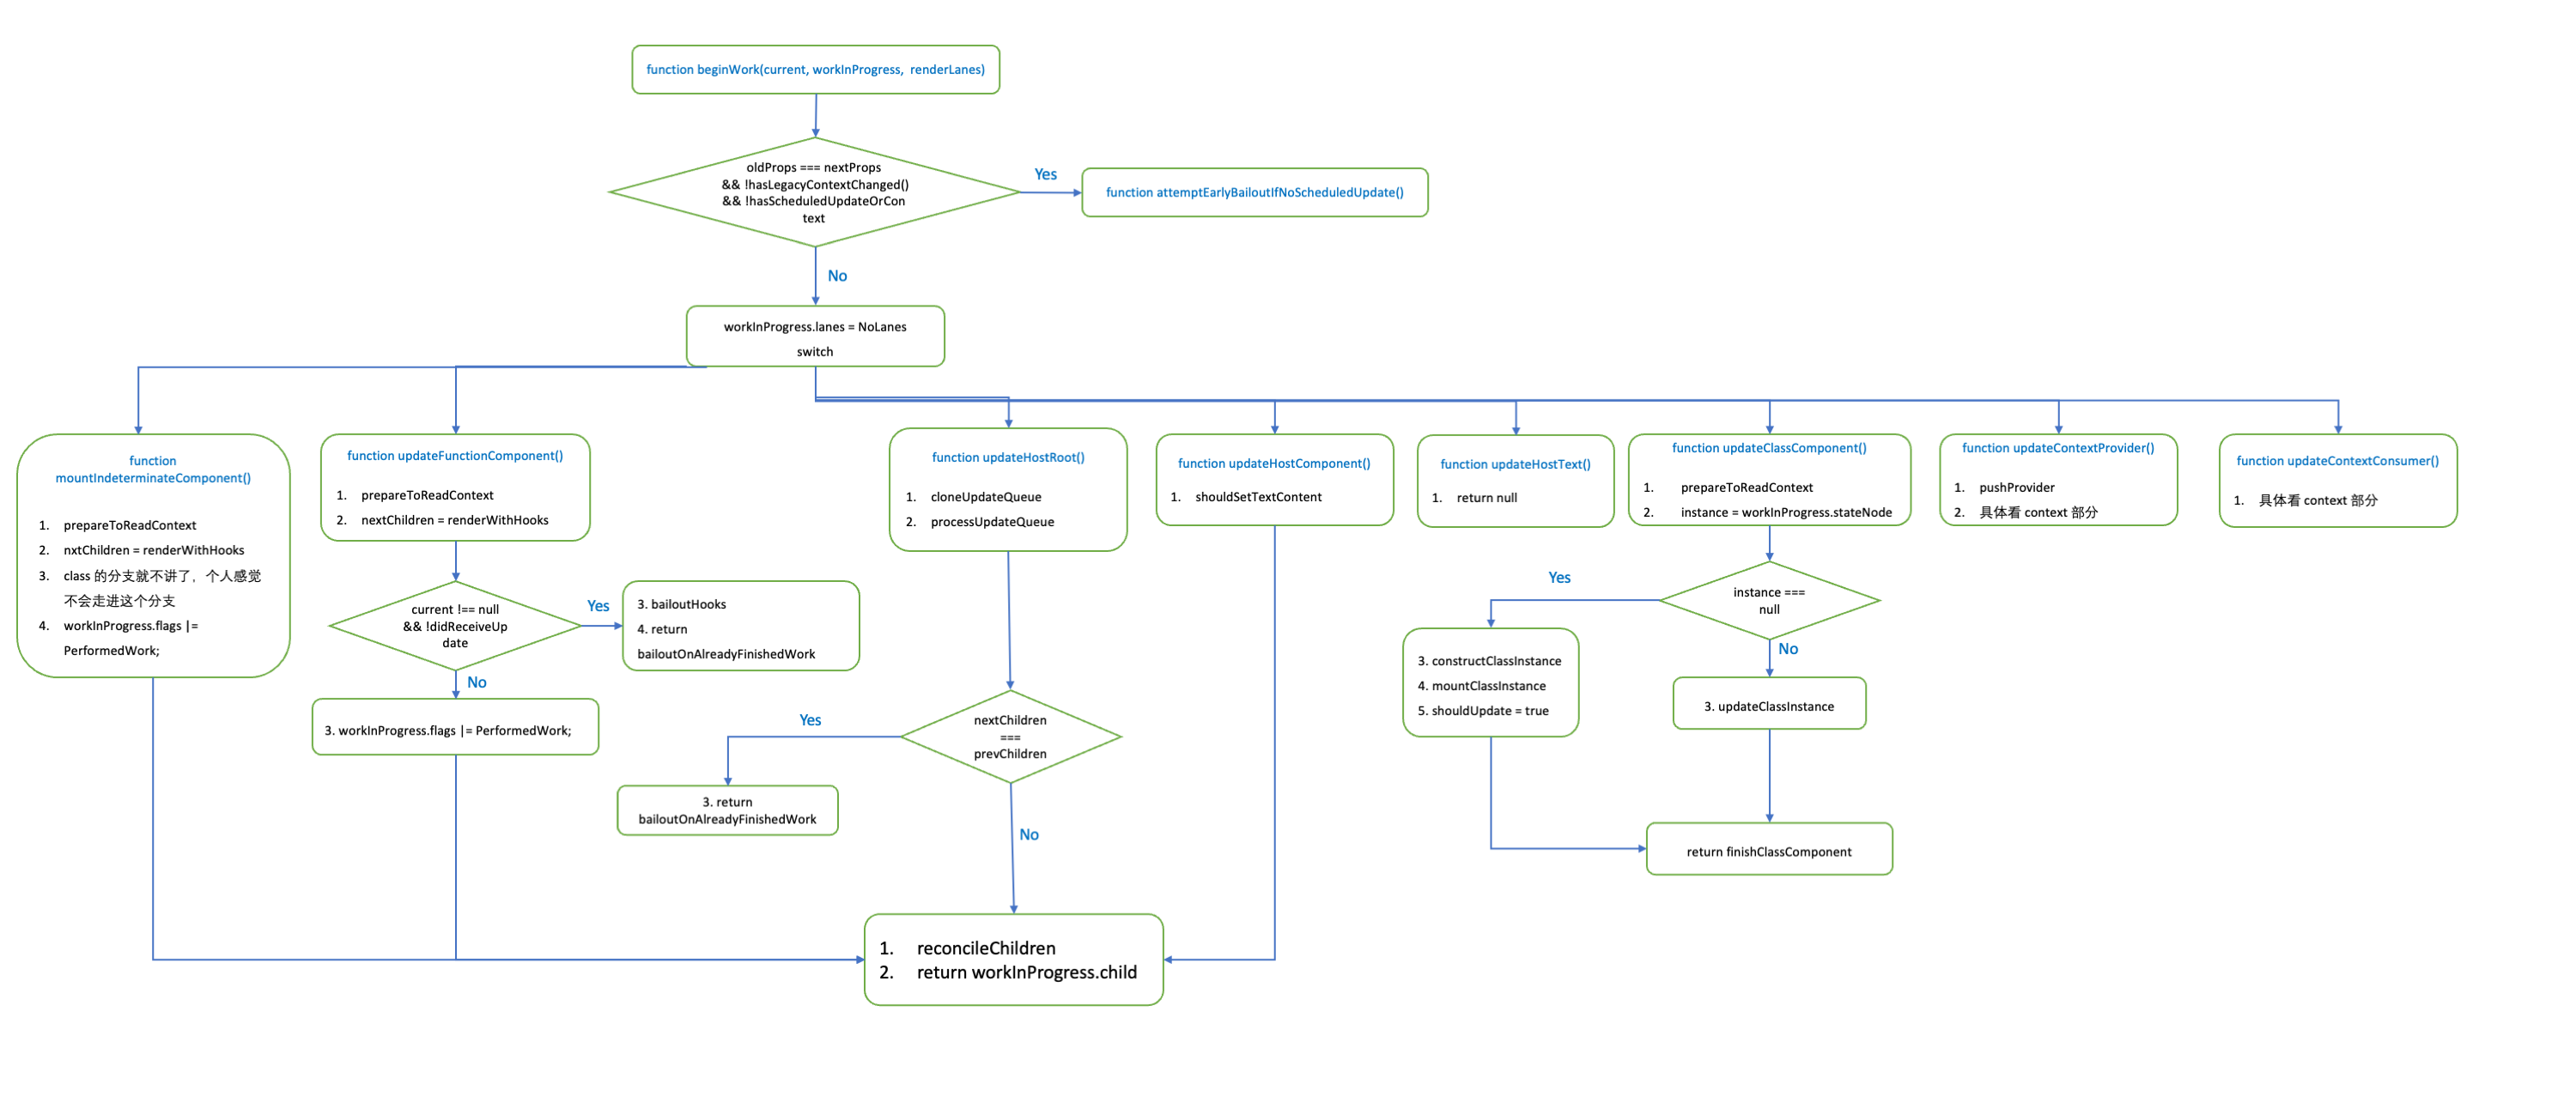 function beginWork(current, workInProgress, renderLanes)
oldProps === nextProps
&& !hasLegacyContextChanged()
&& !hasScheduledUpdateOrCon
text
Yes
function attemptEarlyBailoutIfNoScheduledUpdate()
No
workInProgress.lanes = NoLanes
switch
function
mountIndeterminateComponent()
1. prepareToReadContext
2. nxtChildren = renderWithHooks
3. class 的分支就不讲了，个人感觉
不会走进这个分支
4. workInProgress.flags |=
PerformedWork;
function updateFunctionComponent()
1. prepareToReadContext
2. nextChildren = renderWithHooks
current !== null
&& !didReceiveUp
date
Yes
3. bailoutHooks
4. return
bailoutOnAlreadyFinishedWork
No
3. workInProgress.flags |= PerformedWork;
function updateHostRoot()
1. cloneUpdateQueue
2. processUpdateQueue
nextChildren
===
prevChildren
Yes
3. return
bailoutOnAlreadyFinishedWork
No
1. reconcileChildren
2. return workInProgress.child
function updateHostComponent()
1. shouldSetTextContent
function updateHostText()
1. return null
function updateClassComponent()
1. prepareToReadContext
2. instance = workInProgress.stateNode
instance ===
null
Yes
3. constructClassInstance
4. mountClassInstance
5. shouldUpdate = true
No
3. updateClassInstance
return finishClassComponent
function updateContextProvider()
1. pushProvider
2. 具体看 context 部分
function updateContextConsumer()
1. 具体看 context 部分